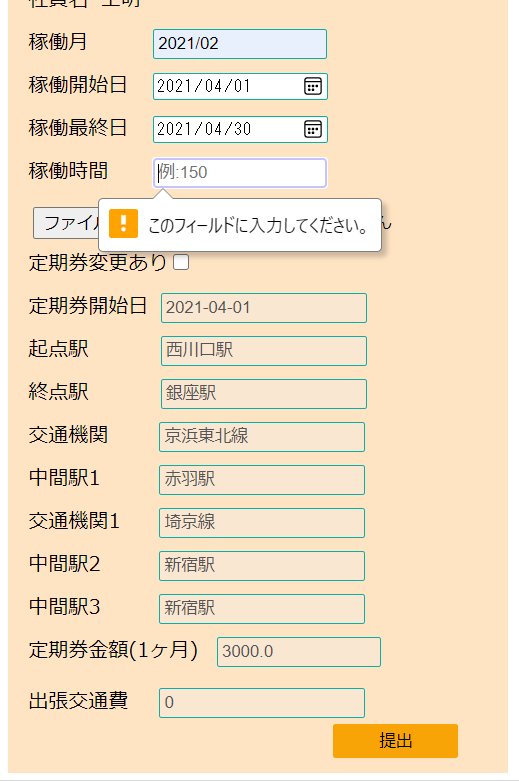 稼働月 2021/02
稼働開始日 2021/04/01
稼働最終日 2021/04/30
稼働時間 例:150
ファイル
このフィールドに入力してください。
ん
定期券変更あり
定期券開始日 2021-04-01
起点駅 西川口駅
終点駅 銀座駅
交通機関 京浜東北線
中間駅1 赤羽駅
交通機関1 埼京線
中間駅2 新宿駅
中間駅3 新宿駅
定期券金額(1ヶ月) 3000.0
出張交通費 0
提出